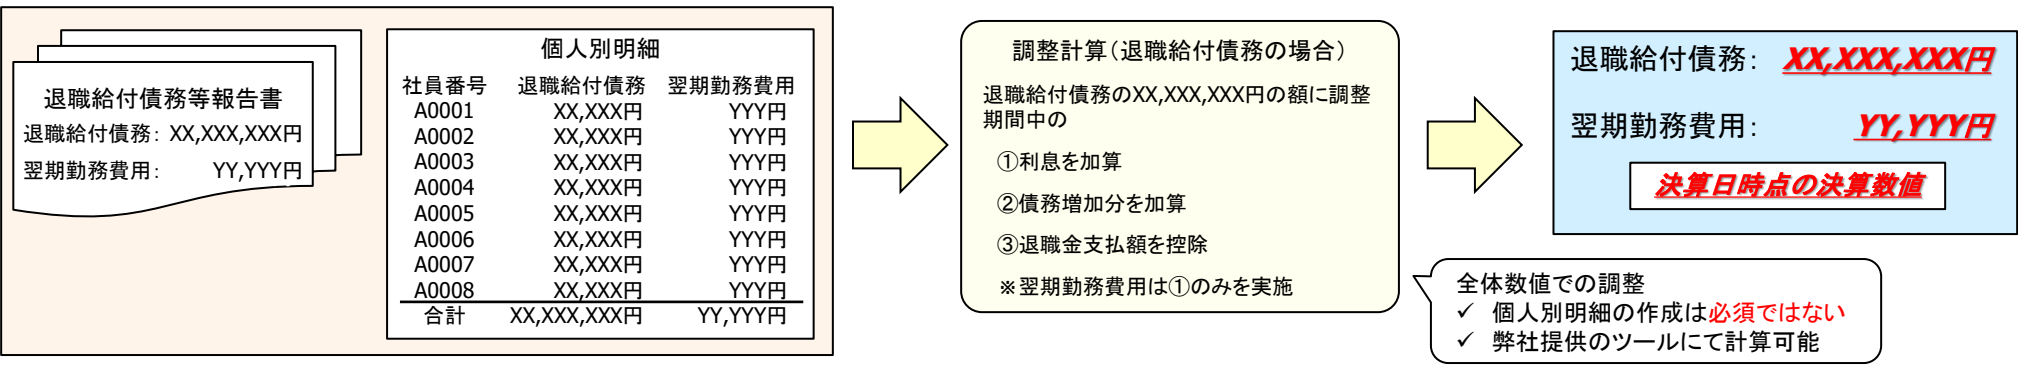 退職給付債務等報告書
退職給付債務： XX,XXX,XXX円
翌期勤務費用： YY,YYY円
個人別明細
社員番号 退職給付債務 翌期勤務費用
A0001 XX,XXX円 YYY円
A0002 XX,XXX円 YYY円
A0003 XX,XXX円 YYY円
A0004 XX,XXX円 YYY円
A0005 XX,XXX円 YYY円
A0006 XX,XXX円 YYY円
A0007 XX,XXX円 YYY円
A0008 XX,XXX円 YYY円
合計 XX,XXX,XXX円 YY,YYY円
調整計算（退職給付債務の場合）
退職給付債務のXX,XXX,XXX円の額に調整
期間中の
①利息を加算
②債務増加分を加算
③退職金支払額を控除
※翌期勤務費用は①のみを実施
退職給付債務： XX,XXX,XXX円
翌期勤務費用： YY,YYY円
決算日時点の決算数値
全体数値での調整
✓ 個人別明細の作成は必須ではない
✓ 弊社提供のツールにて計算可能